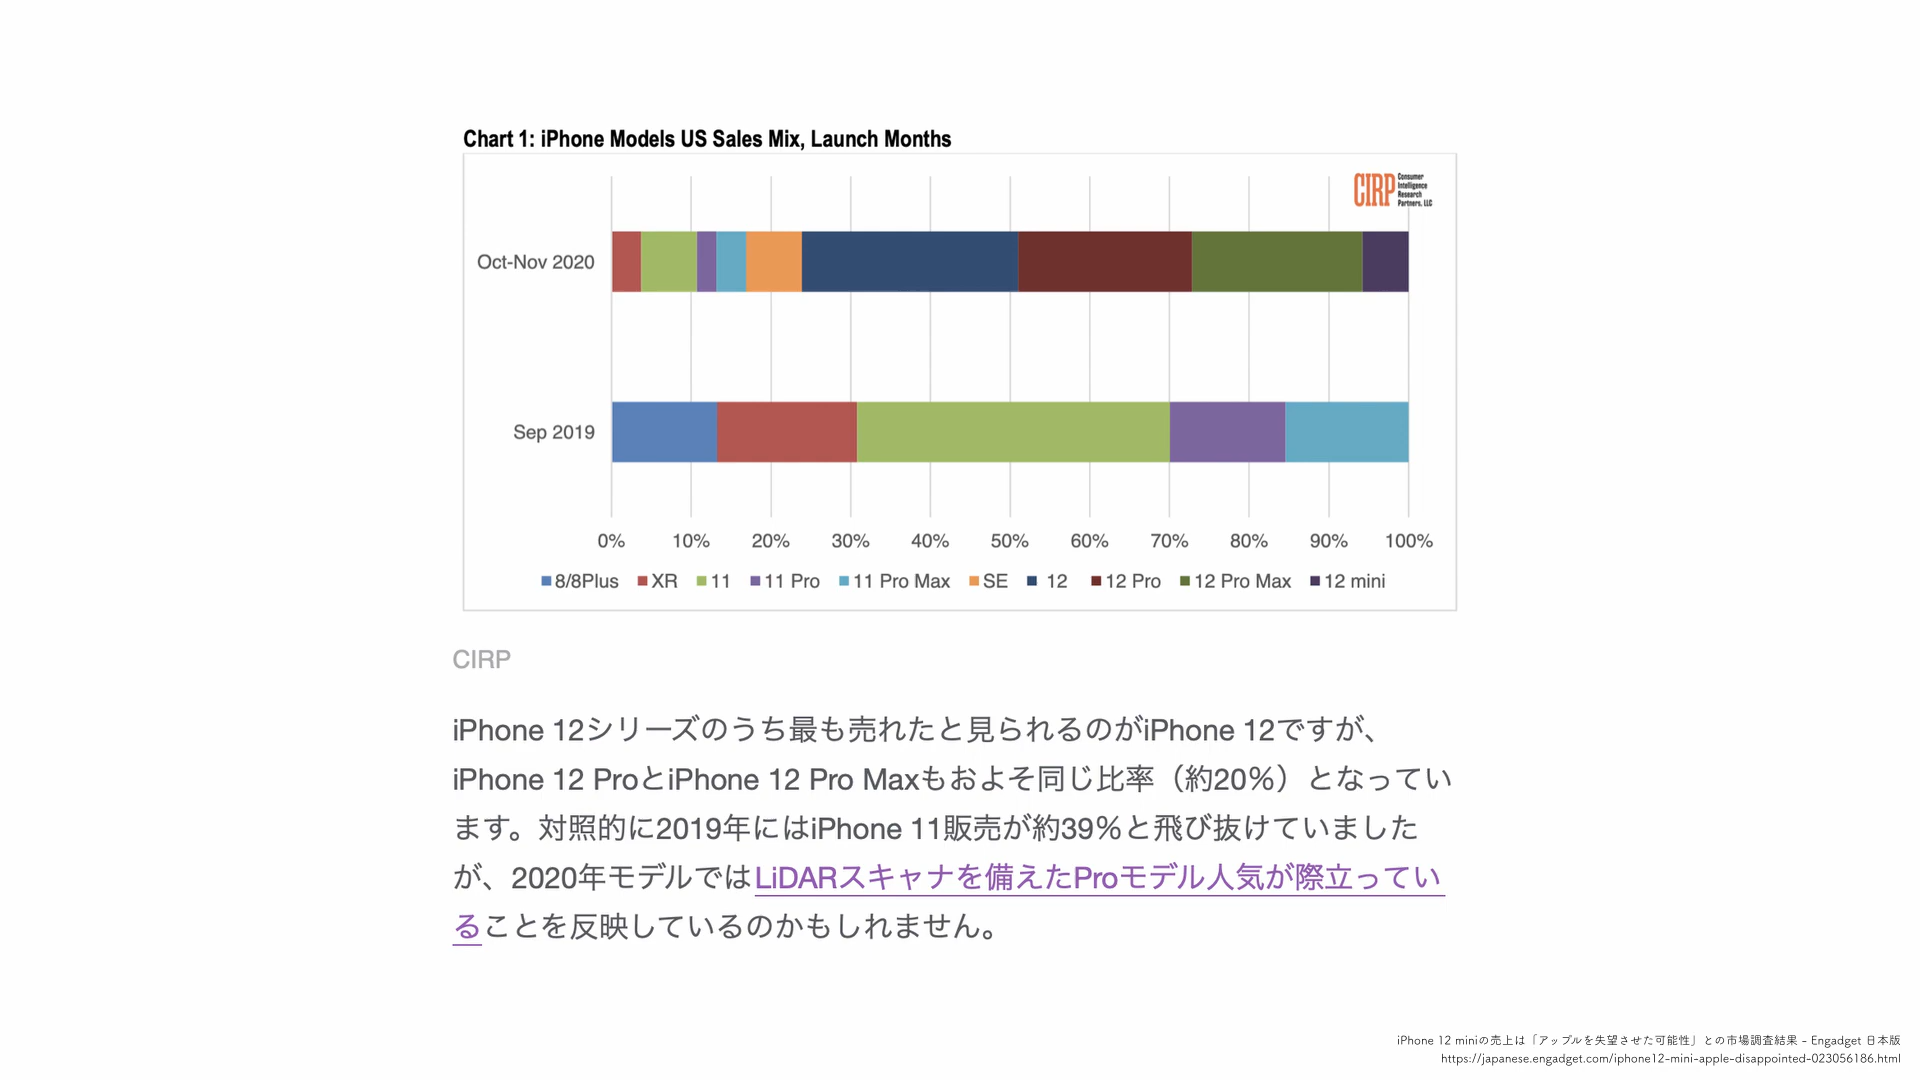 Chart 1: iPhone Models US Sales Mix, Launch Months
CIRP
Consumer
Intelligence
Research
Partners, LLC
Oct-Nov 2020
Sep 2019
0% 10% 20% 30% 40% 50% 60% 70% 80% 90% 100%
8/8Plus XR 11 11 Pro 11 Pro Max SE 12 12 Pro 12 Pro Max 12 mini
CIRP
iPhone 12シリーズのうち最も売れたと見られるのがiPhone 12ですが、
iPhone 12 ProとiPhone 12 Pro Maxもおよそ同じ比率（約20％）となってい
ます。対照的に2019年にはiPhone 11販売が約39％と飛び抜けていました
が、2020年モデルではLiDARスキャナを備えたProモデル人気が際立ってい
ることを反映しているのかもしれません。
iPhone 12 miniの売上は「アップルを失望させた可能性」との市場調査結果 - Engadget 日本版
https://japanese.engadget.com/iphone12-mini-apple-disappointed-023056186.html